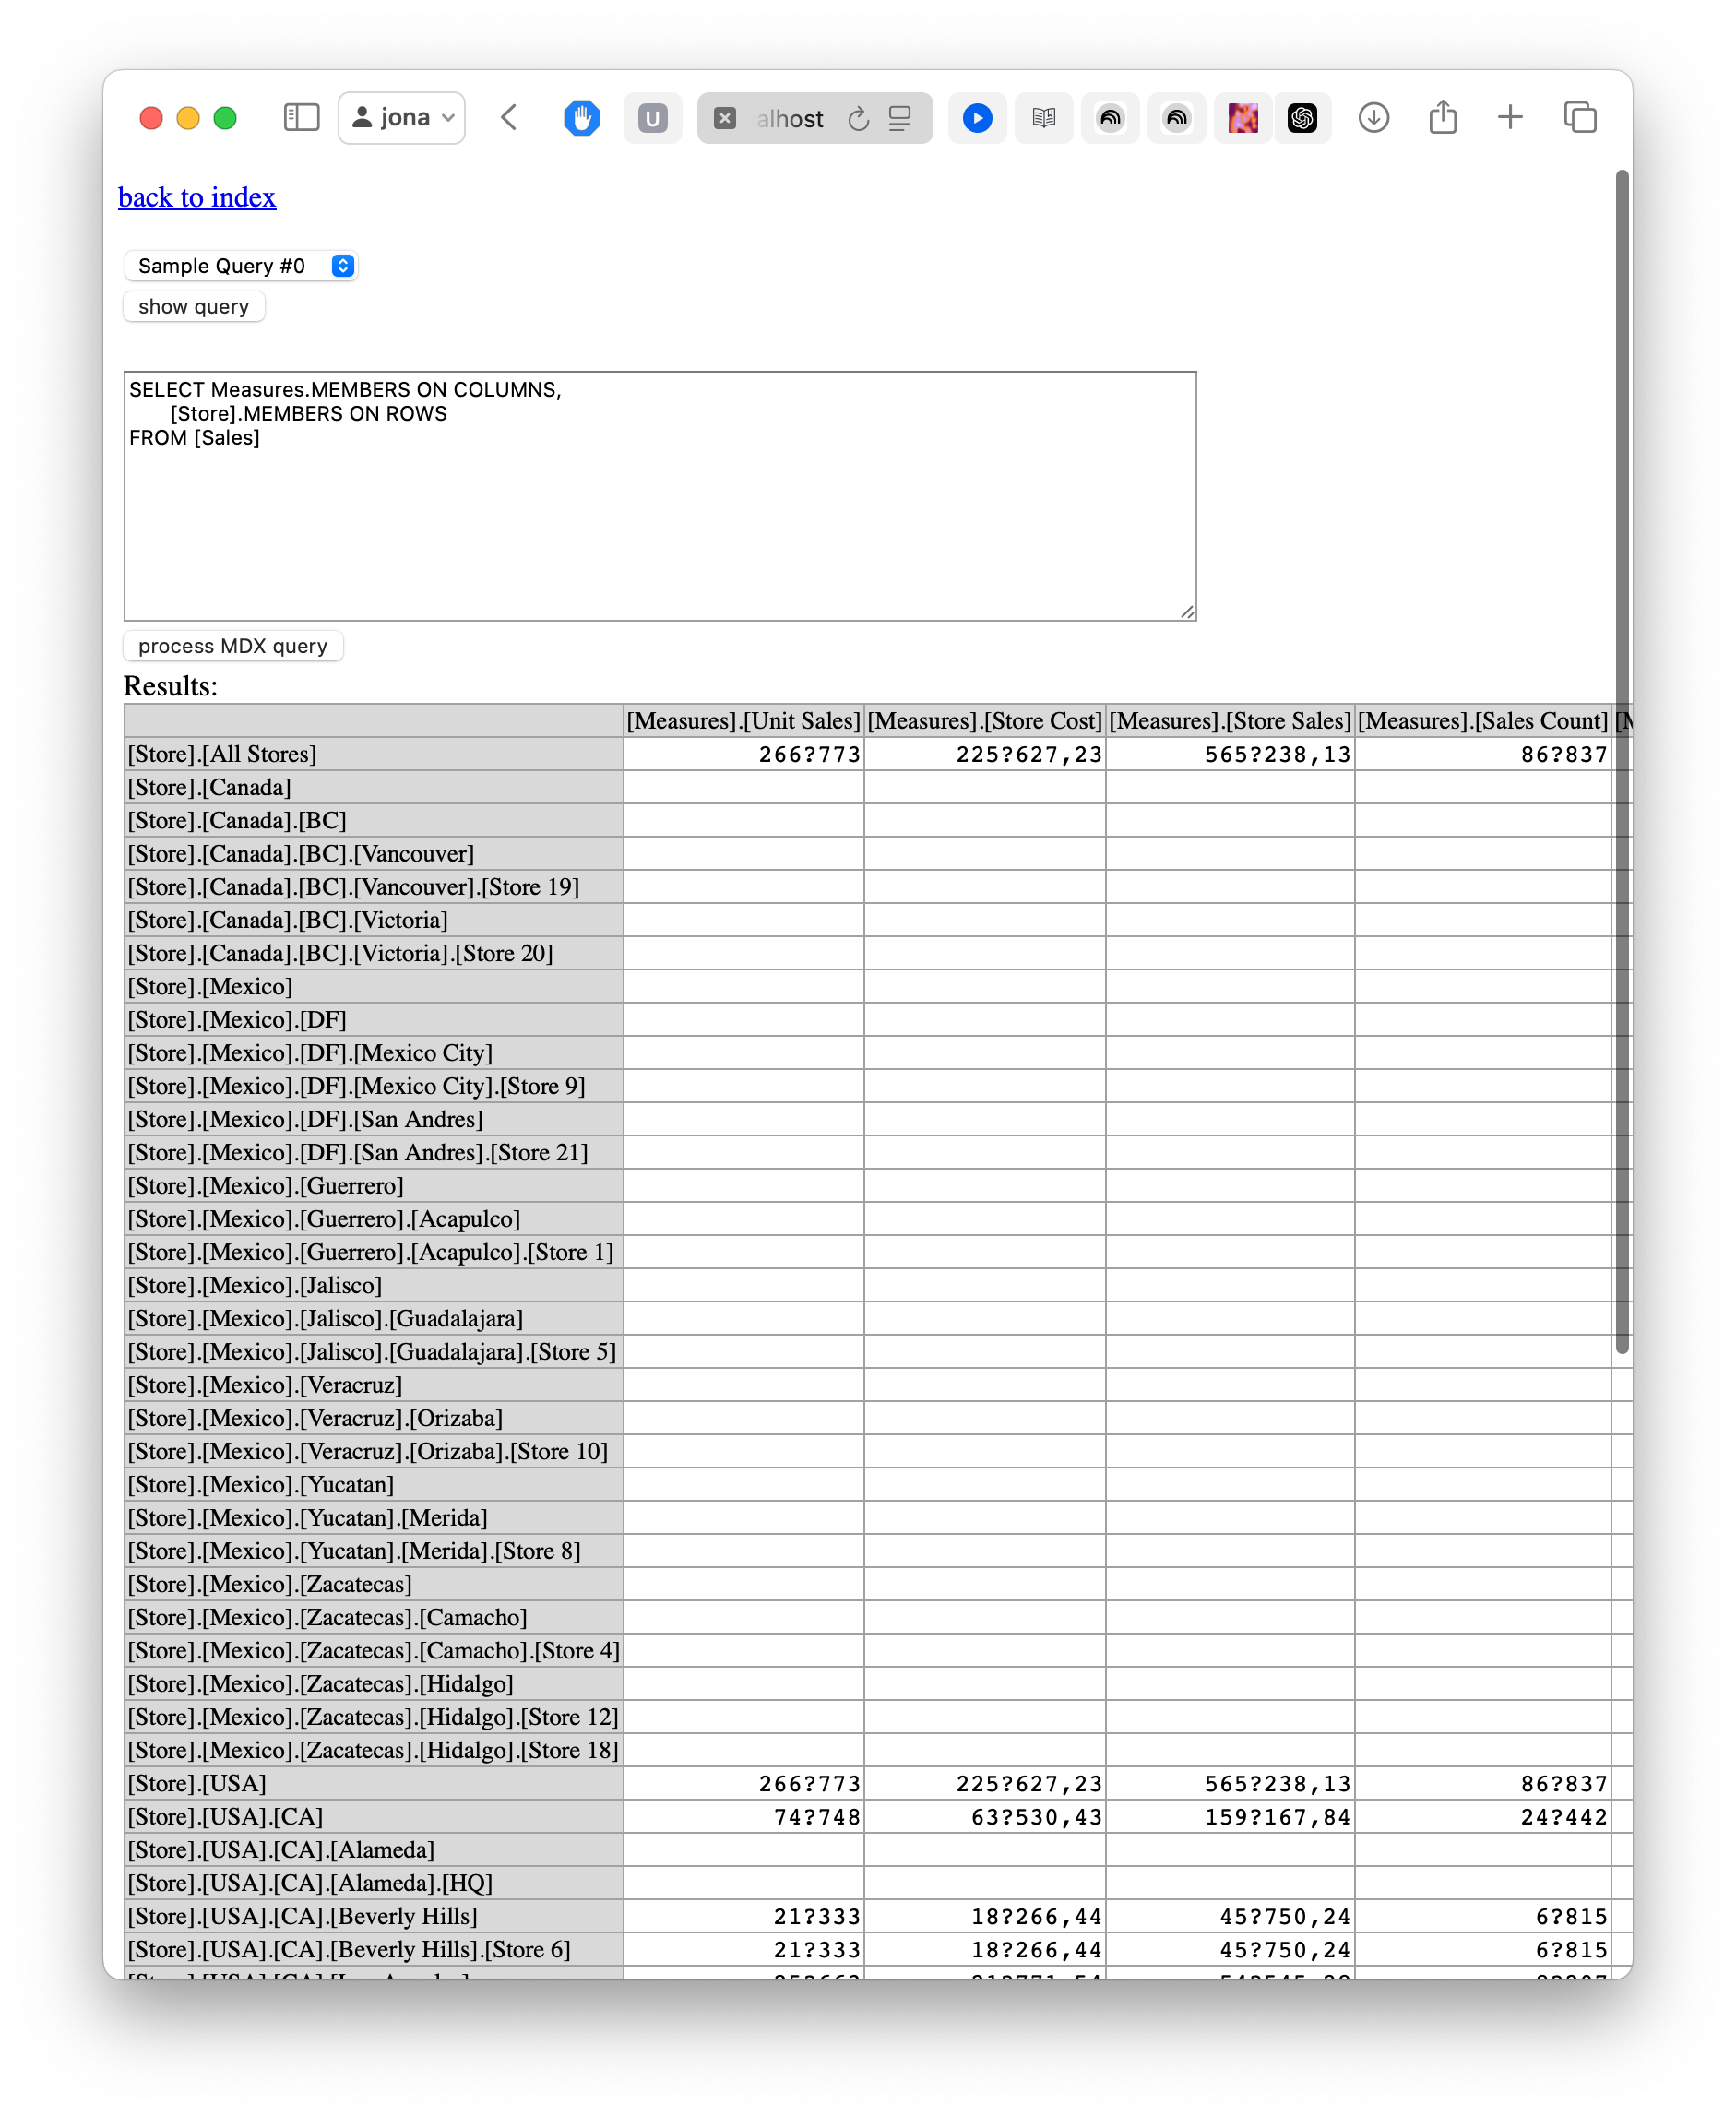 jona
U
alhost
back to index
Sample Query #0
show query
SELECT Measures.MEMBERS ON COLUMNS,
[Store].MEMBERS ON ROWS
FROM [Sales]
process MDX query
Results:
[Measures].[Unit Sales] [Measures].[Store Cost] [Measures].[Store Sales] [Measures].[Sales Count]
[Store].[All Stores] 266?773 225?627,23 565?238,13 86?837
[Store].[Canada]
[Store].[Canada].[BC]
[Store].[Canada].[BC].[Vancouver]
[Store].[Canada].[BC].[Vancouver].[Store 19]
[Store].[Canada].[BC].[Victoria]
[Store].[Canada].[BC].[Victoria].[Store 20]
[Store].[Mexico]
[Store].[Mexico].[DF]
[Store].[Mexico].[DF].[Mexico City]
[Store].[Mexico].[DF].[Mexico City].[Store 9]
[Store].[Mexico].[DF].[San Andres]
[Store].[Mexico].[DF].[San Andres].[Store 21]
[Store].[Mexico].[Guerrero]
[Store].[Mexico].[Guerrero].[Acapulco]
[Store].[Mexico].[Guerrero].[Acapulco].[Store 1]
[Store].[Mexico].[Jalisco]
[Store].[Mexico].[Jalisco].[Guadalajara]
[Store].[Mexico].[Jalisco].[Guadalajara].[Store 5]
[Store].[Mexico].[Veracruz]
[Store].[Mexico].[Veracruz].[Orizaba]
[Store].[Mexico].[Veracruz].[Orizaba].[Store 10]
[Store].[Mexico].[Yucatan]
[Store].[Mexico].[Yucatan].[Merida]
[Store].[Mexico].[Yucatan].[Merida].[Store 8]
[Store].[Mexico].[Zacatecas]
[Store].[Mexico].[Zacatecas].[Camacho]
[Store].[Mexico].[Zacatecas].[Camacho].[Store 4]
[Store].[Mexico].[Zacatecas].[Hidalgo]
[Store].[Mexico].[Zacatecas].[Hidalgo].[Store 12]
[Store].[Mexico].[Zacatecas].[Hidalgo].[Store 18]
[Store].[USA] 266?773 225?627,23 565?238,13 86?837
[Store].[USA].[CA] 74?748 63?530,43 159?167,84 24?442
[Store].[USA].[CA].[Alameda]
[Store].[USA].[CA].[Alameda].[HQ]
[Store].[USA].[CA].[Beverly Hills] 21?333 18?266,44 45?750,24 6?815
[Store].[USA].[CA].[Beverly Hills].[Store 6] 21?333 18?266,44 45?750,24 6?815